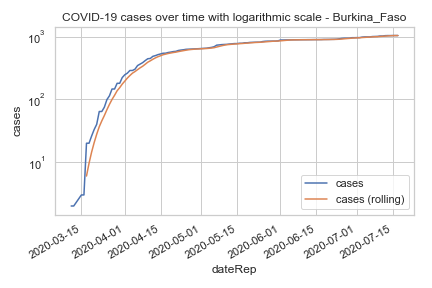 COVID-19 cases over time with logarithmic scale - Burkina_Faso
10³
10²
10¹
cases
cases
cases (rolling)
2020-03-15
2020-04-01
2020-04-15
2020-05-01
2020-05-15
2020-06-01
2020-06-15
2020-07-01
2020-07-15
dateRep